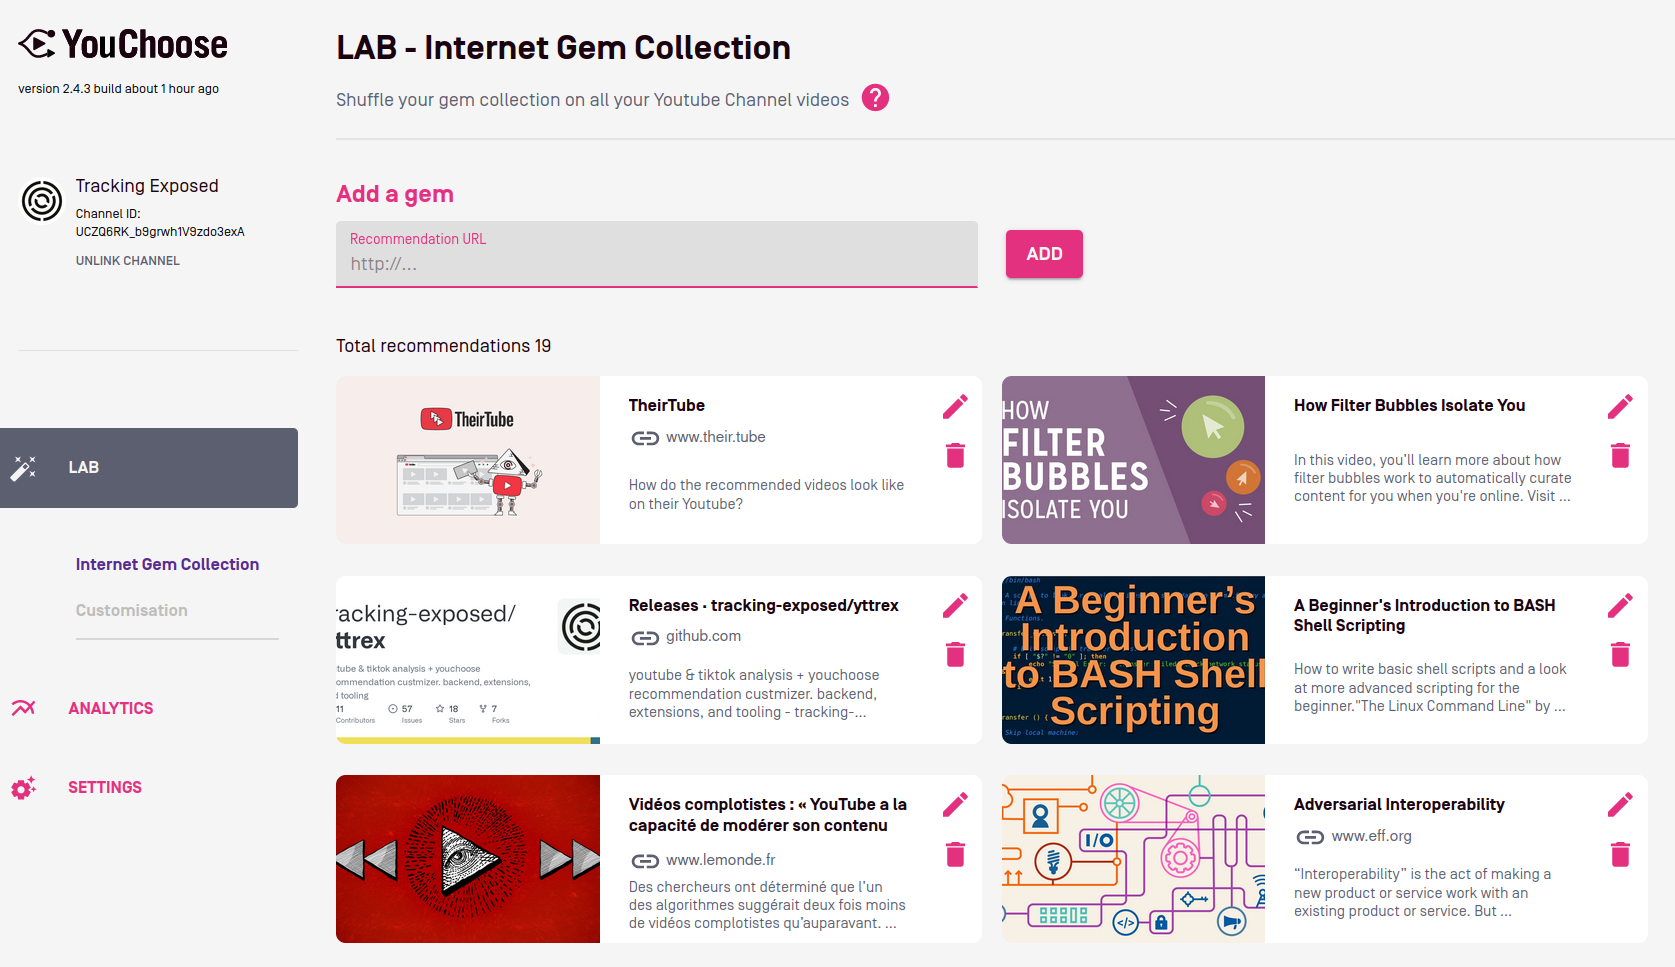 YouChoose
version 2.4.3 build about 1 hour ago
Tracking Exposed
Channel ID:
UCZQ6RK_b9grwh1V9zdo3exA
UNLINK CHANNEL
LAB
Internet Gem Collection
Customisation
ANALYTICS
SETTINGS
LAB - Internet Gem Collection
Shuffle your gem collection on all your Youtube Channel videos ?
Add a gem
Recommendation URL
http://...
ADD
Total recommendations 19
TheirTube
TheirTube
www.their.tube
How do the recommended videos look like
on their Youtube?
HOW
FILTER
BUBBLES
ISOLATE YOU
How Filter Bubbles Isolate You
In this video, you'll learn more about how
filter bubbles work to automatically curate
content for you when you're online. Visit ...
racking-exposed/
yttrex
tube & tiktok analysis + youchoose
ommendation custmizer. backend, extensions,
d tooling
11 57 18 7
Contributors Issues Stars Forks
Releases · tracking-exposed/yttrex
github.com
youtube & tiktok analysis + youchoose
recommendation custmizer. backend,
extensions, and tooling - tracking-...
/bin/bash
Functions.
A Beginner's
Introduction
to BASH Shell
Scripting
if [ "$?" != "0" ]; then
ransfer () {
Skip local machine:
A Beginner's Introduction to BASH
Shell Scripting
How to write basic shell scripts and a look
at more advanced scripting for the
beginner."The Linux Command Line" by ...
Vidéos complotistes : « YouTube a la
capacité de modérer son contenu
www.lemonde.fr
Des chercheurs ont déterminé que l'un
des algorithmes suggérait deux fois moins
de vidéos complotistes qu'auparavant. ...
I/O
</>
Adversarial Interoperability
www.eff.org
“Interoperability” is the act of making a
new product or service work with an
existing product or service. But ...